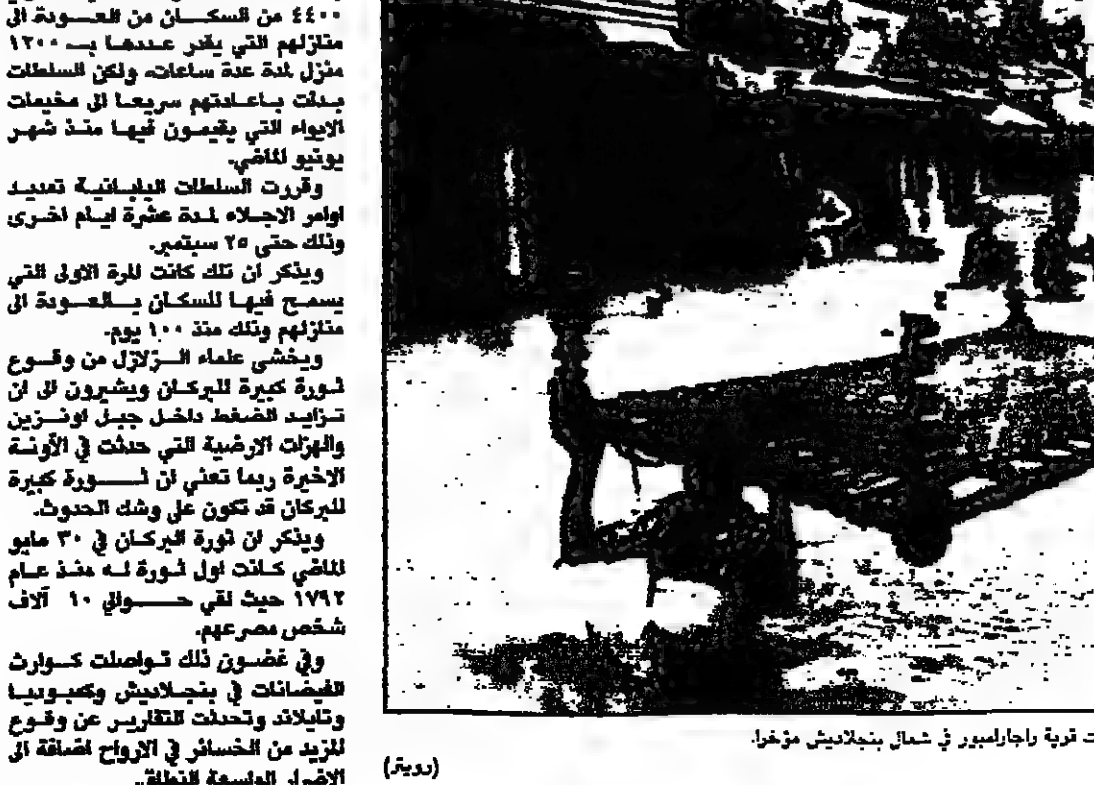 ٤٤٠٠ من السكان من العودة الى
منازلهم التي يقدر عددها بـ ١٢٠٠
منزل لمدة عدة ساعات، ولكن السلطات
بدأت باعادتهم سريعا الى مخيمات
الايواء التي يقيمون فيها منذ شهر
يونيو الماضي.
وقررت السلطات اليابانية تمديد
اوامر الاجلاء لمدة عشرة ايام اخرى
وذلك حتى ٢٥ سبتمبر.
ويذكر ان تلك كانت المرة الاولى التي
يسمح فيها للسكان بالعودة الى
منازلهم وذلك منذ ١٠٠ يوم.
ويخشى علماء الزلازل من وقوع
ثورة كبيرة للبركان ويشيرون الى ان
تزايد الضغط داخل جبل اونزين
والهزات الارضية التي حدثت في الآونة
الاخيرة ربما تعني ان ثورة كبيرة
للبركان قد تكون على وشك الحدوث.
ويذكر ان ثورة البركان في ٣٠ مايو
الماضي كانت اول ثورة له منذ عام
١٧٩٢ حيث لقي حوالي ١٠ آلاف
شخص مصرعهم.
وفي غضون ذلك تواصلت كوارث
الفيضانات في بنجلاديش وكمبوديا
وتايلاند وتحدثت التقارير عن وقوع
المزيد من الخسائر في الارواح اضافة الى
الاضرار الواسعة النطاق.
ت قرية راجارامبور في شمال بنجلاديش مؤخرا.
(رويتر)